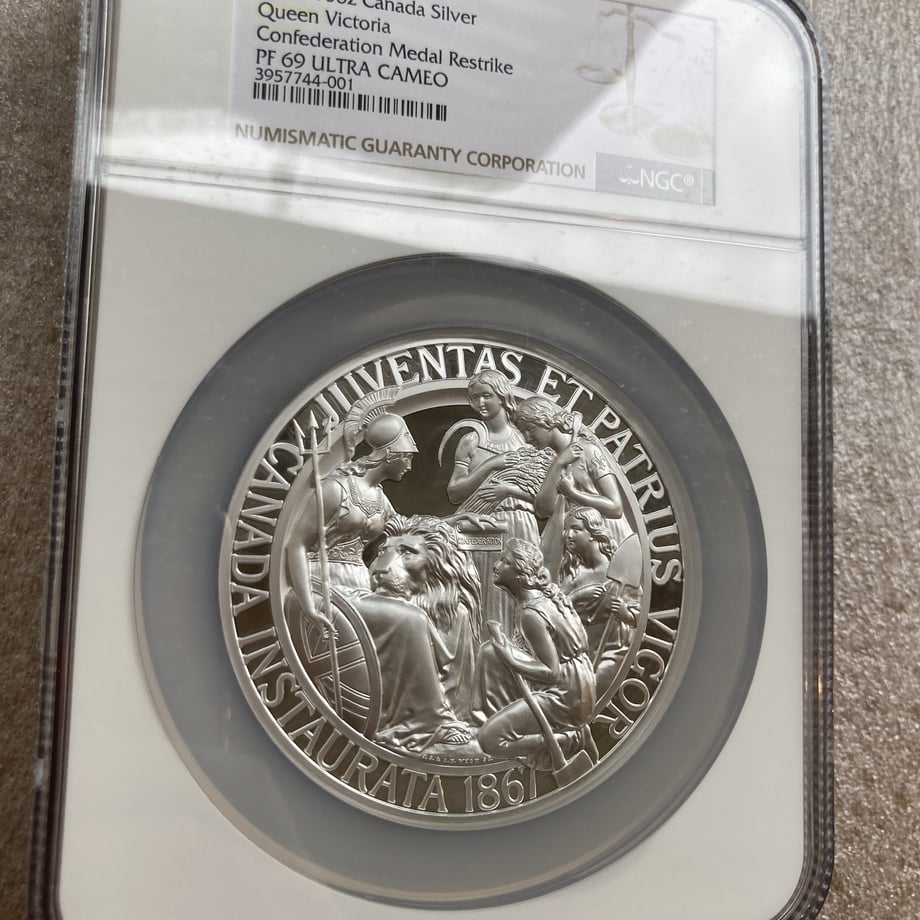 Canada Silver
Queen Victoria
Confederation Medal Restrike
PF 69 ULTRA CAMEO
3957744-001
NUMISMATIC GUARANTY CORPORATION
NGC®
JUVENTAS ET PATRIUS VIGOR
CANADA INSTAURATA 1867
CONFEDERATION